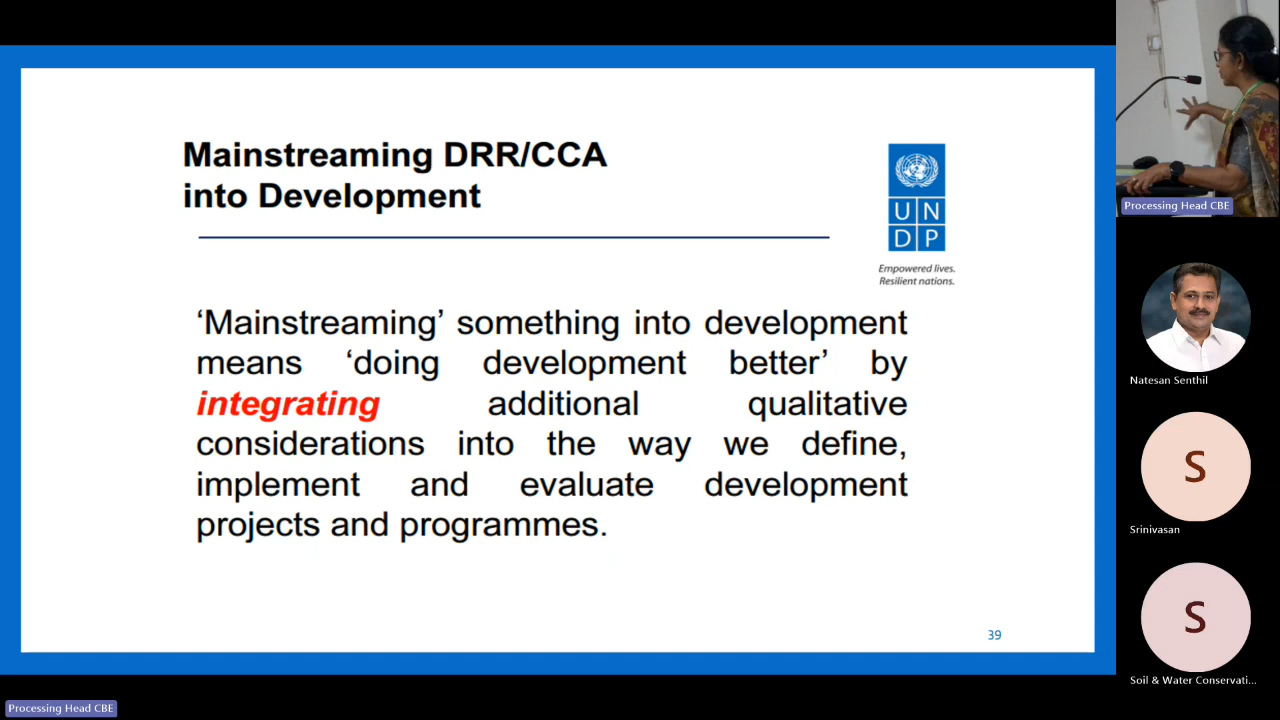 Mainstreaming DRR/CCA
into Development
UN
DP
Empowered lives.
Resilient nations.
‘Mainstreaming’ something into development
means ‘doing development better’ by
integrating additional qualitative
considerations into the way we define,
implement and evaluate development
projects and programmes.
39
Processing Head CBE
Natesan Senthil
S
Srinivasan
S
Soil & Water Conservati...
Processing Head CBE